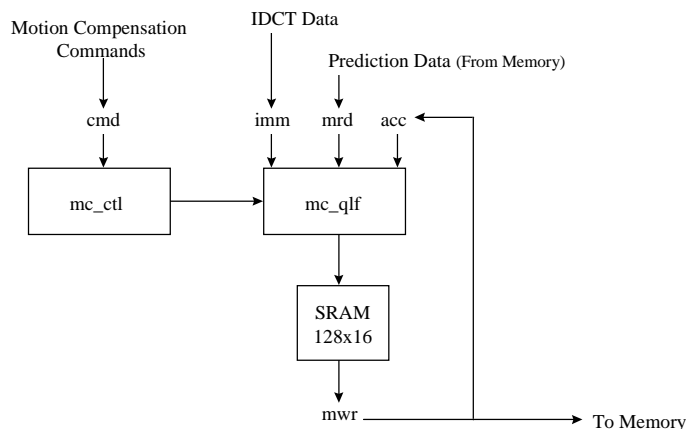 IDCT Data
Motion Compensation
Commands
Prediction Data (From Memory)
cmd
imm
mrd
acc
mc_ctl
mc_qlf
SRAM
128x16
mwr
To Memory